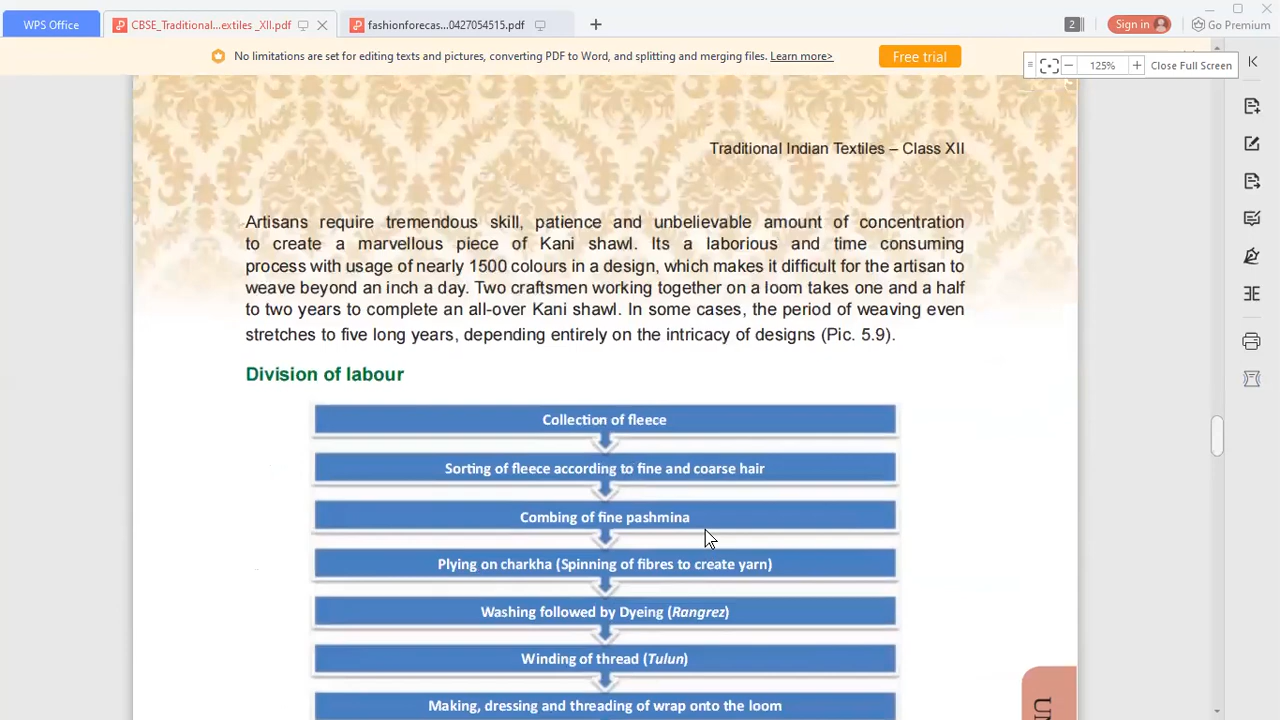 WPS Office
CBSE_Traditional...extiles _XII.pdf
fashionforecas...0427054515.pdf
2
Sign in
Go Premium
No limitations are set for editing texts and pictures, converting PDF to Word, and splitting and merging files. Learn more>
Free trial
125%
Close Full Screen
Traditional Indian Textiles – Class XII
Artisans require tremendous skill, patience and unbelievable amount of concentration
to create a marvellous piece of Kani shawl. Its a laborious and time consuming
process with usage of nearly 1500 colours in a design, which makes it difficult for the artisan to
weave beyond an inch a day. Two craftsmen working together on a loom takes one and a half
to two years to complete an all-over Kani shawl. In some cases, the period of weaving even
stretches to five long years, depending entirely on the intricacy of designs (Pic. 5.9).
Division of labour
Collection of fleece
Sorting of fleece according to fine and coarse hair
Combing of fine pashmina
Plying on charkha (Spinning of fibres to create yarn)
Washing followed by Dyeing (Rangrez)
Winding of thread (Tulun)
Making, dressing and threading of wrap onto the loom